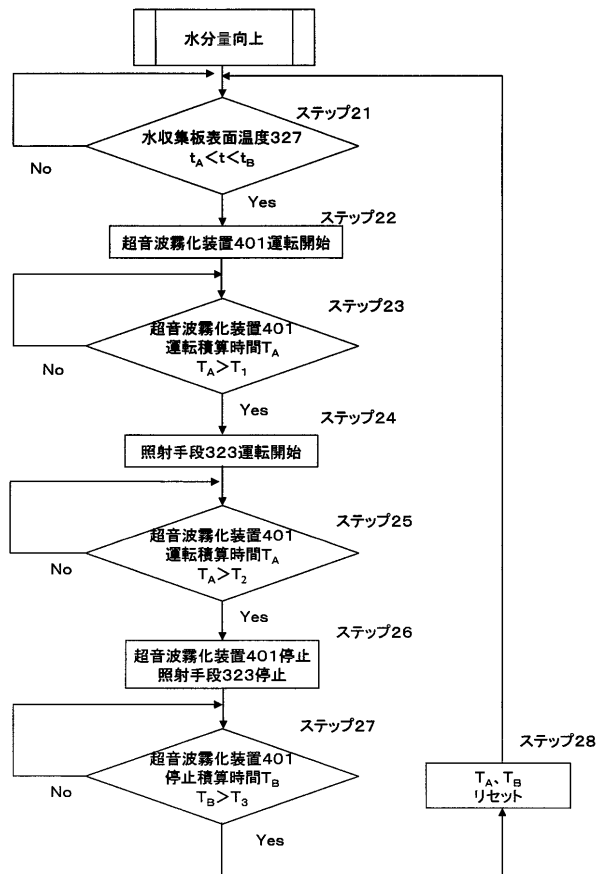 水分量向上
ステップ21
水収集板表面温度327
tA<t<tB
No
Yes
ステップ22
超音波霧化装置401運転開始
ステップ23
超音波霧化装置401
運転積算時間TA
TA>T1
No
Yes
ステップ24
照射手段323運転開始
ステップ25
超音波霧化装置401
運転積算時間TA
TA>T2
No
Yes
ステップ26
超音波霧化装置401停止
照射手段323停止
ステップ27
超音波霧化装置401
停止積算時間TB
TB>T3
No
Yes
ステップ28
TA、TB
リセット